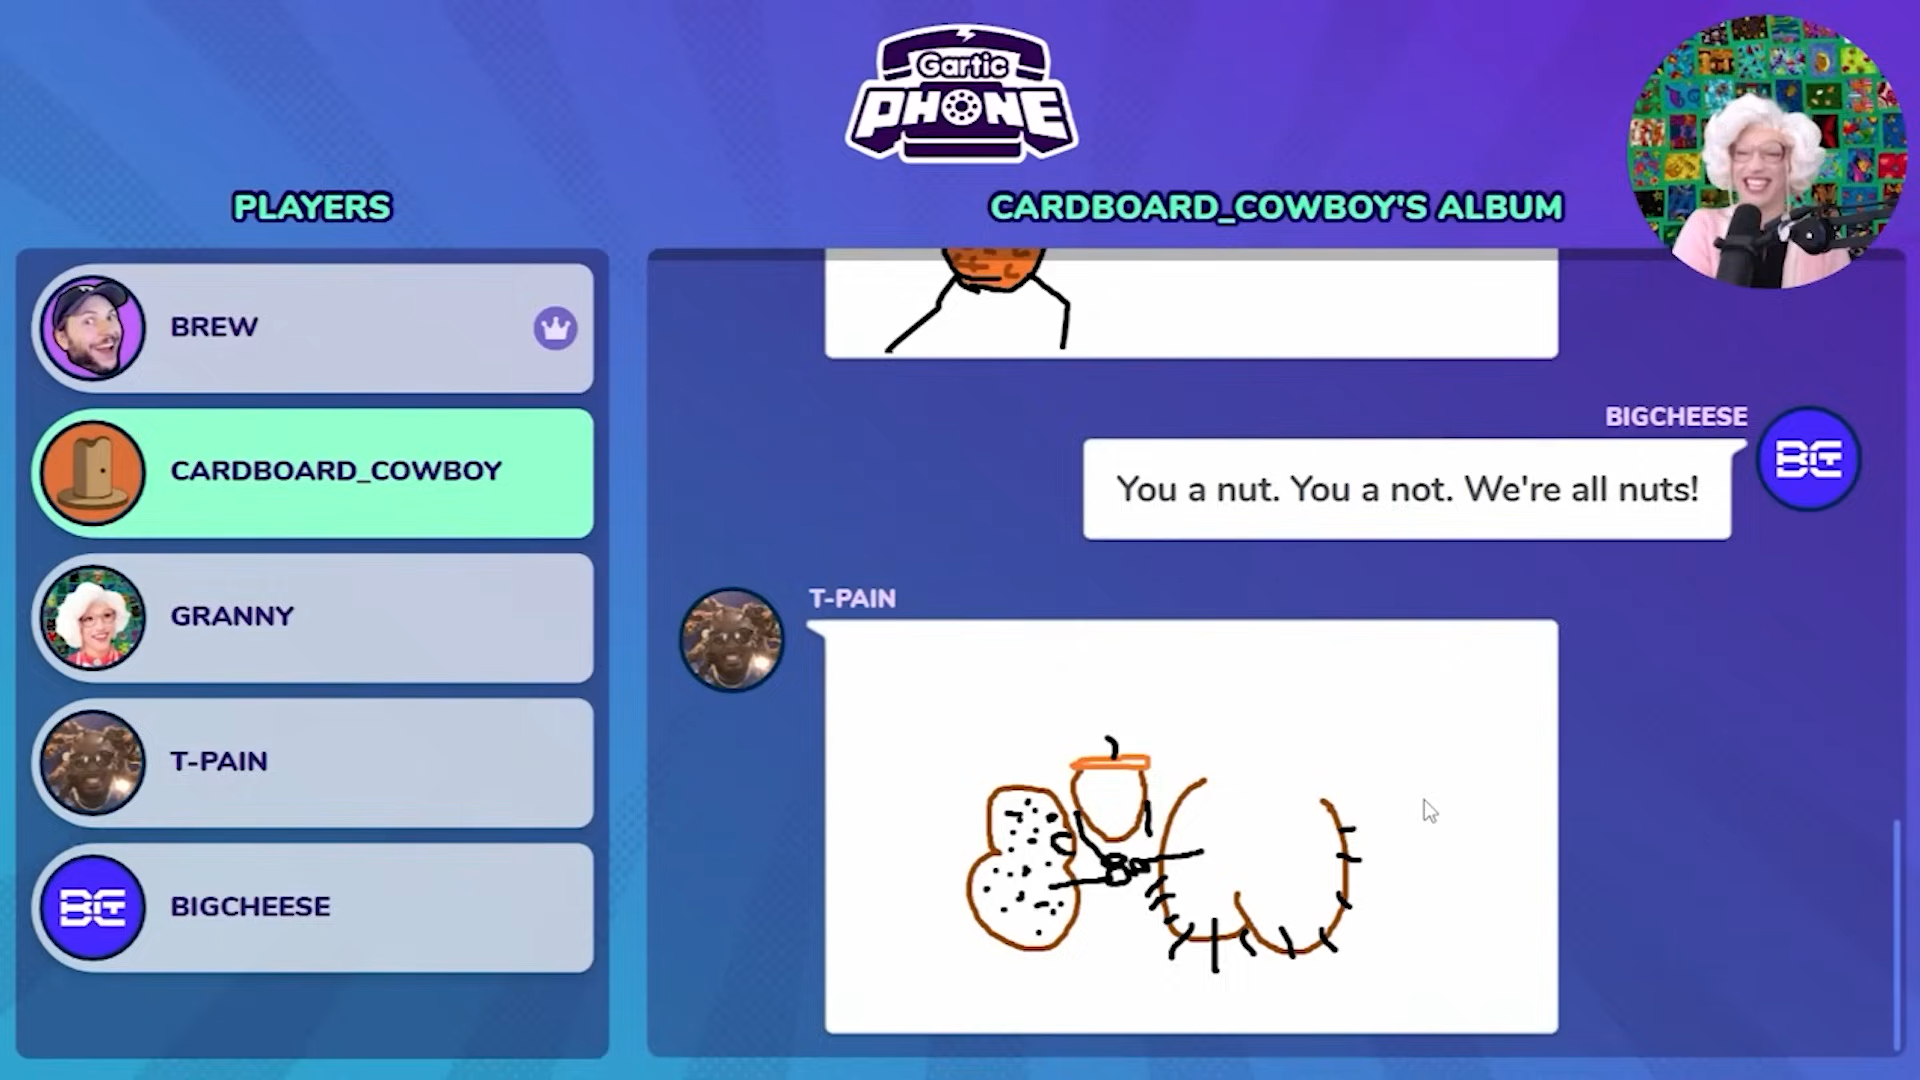 Gartic
PHONE
PLAYERS
CARDBOARD_COWBOY'S ALBUM
BREW
CARDBOARD_COWBOY
GRANNY
T-PAIN
BIGCHEESE
BIGCHEESE
You a nut. You a not. We're all nuts!
T-PAIN